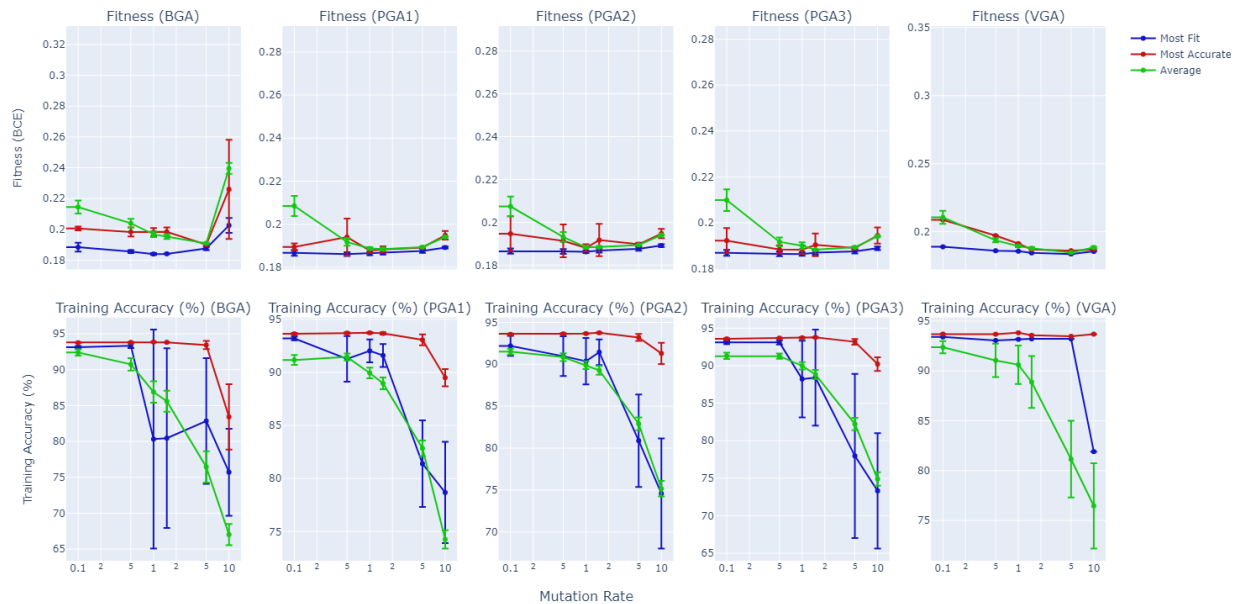 Fitness (BGA)
Fitness (PGA1)
Fitness (PGA2)
Fitness (PGA3)
Fitness (VGA)
Fitness (BCE)
0.32
0.3
0.28
0.26
0.24
0.22
0.2
0.18
0.28
0.26
0.24
0.22
0.2
0.18
0.28
0.26
0.24
0.22
0.2
0.18
0.28
0.26
0.24
0.22
0.2
0.18
0.35
0.3
0.25
0.2
Most Fit
Most Accurate
Average
Training Accuracy (%) (BGA)
Training Accuracy (%) (PGA1)
Training Accuracy (%) (PGA2)
Training Accuracy (%) (PGA3)
Training Accuracy (%) (VGA)
Training Accuracy (%)
95
90
85
80
75
70
65
95
90
85
80
75
95
90
85
80
75
70
95
90
85
80
75
70
65
95
90
85
80
75
0.1 2 5 1 2 5 10
0.1 2 5 1 2 5 10
0.1 2 5 1 2 5 10
0.1 2 5 1 2 5 10
0.1 2 5 1 2 5 10
Mutation Rate